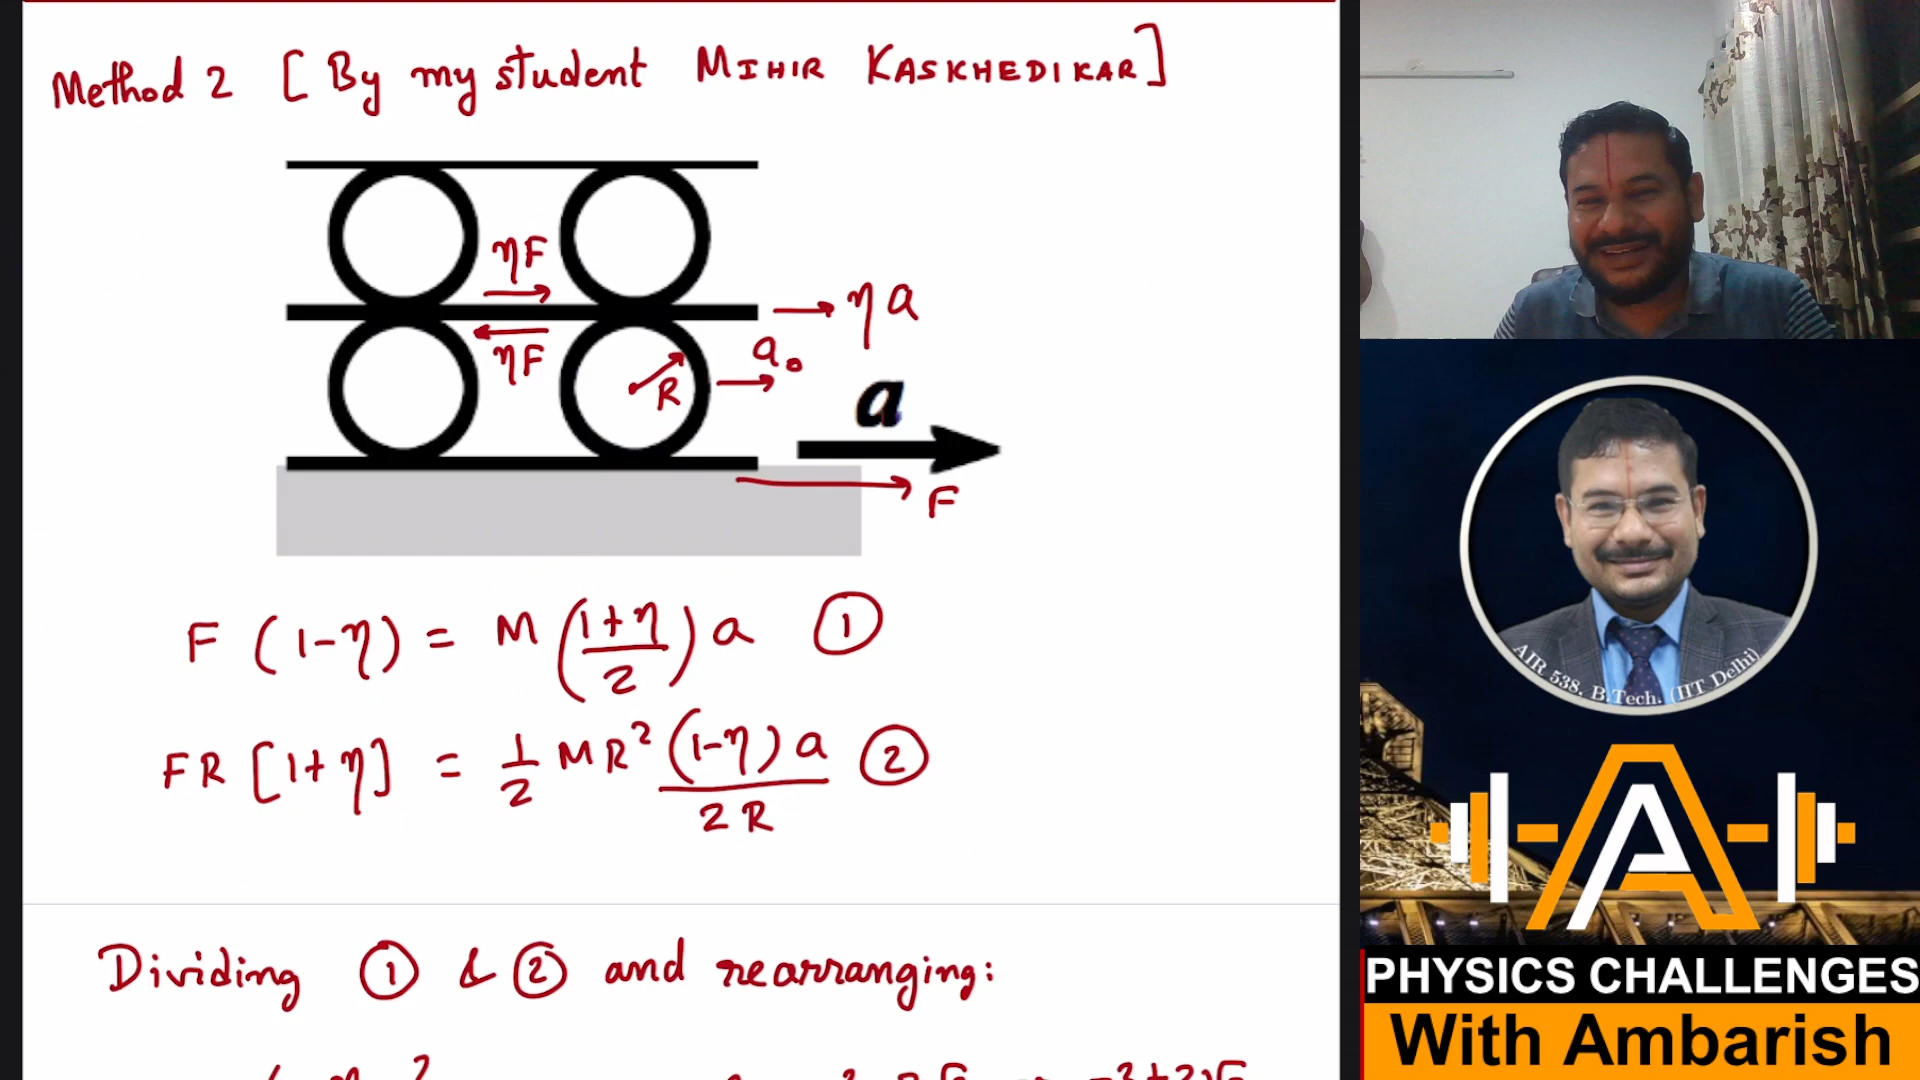 Method 2 [By my student MIHIR KASKHEDIKAR]
ηF
ηF
ηa
a₀
R
a
F
F (1-η) = M ((1+η)/2) a ①
FR [1+η] = 1/2 MR² (1-η)a/2R ②
Dividing ① & ② and rearranging:
AIR 538, B.Tech. (IIT Delhi)
A
PHYSICS CHALLENGES
With Ambarish